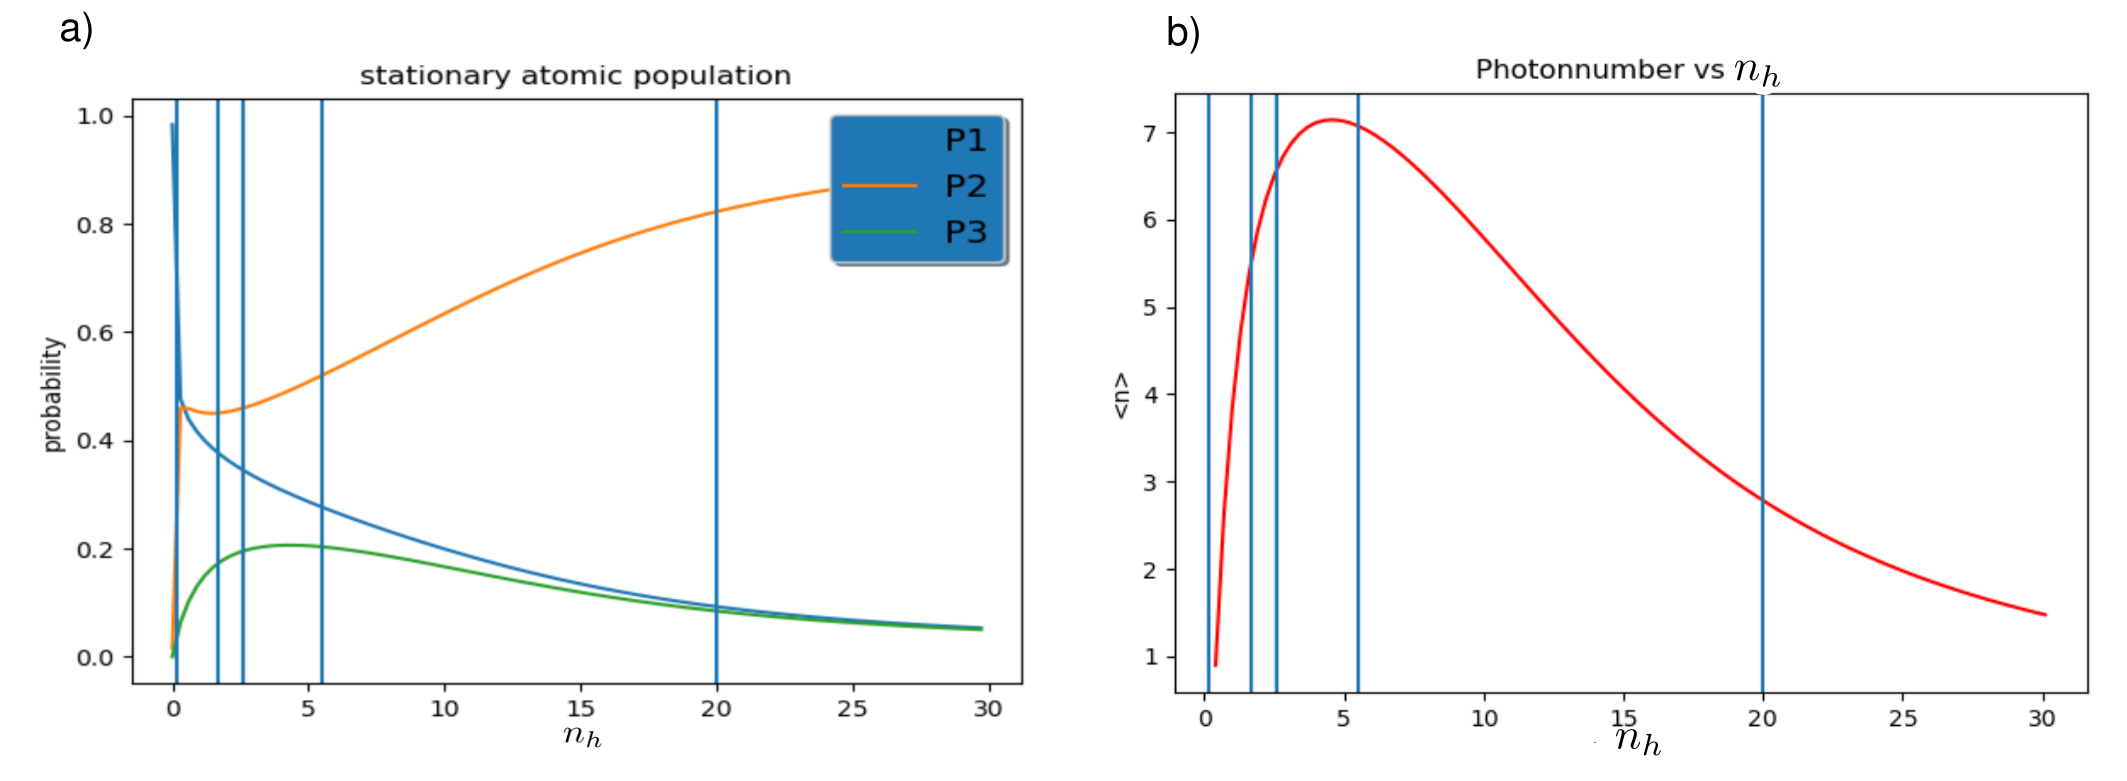 a)
stationary atomic population
1.0
0.8
0.6
0.4
0.2
0.0
probability
P1
P2
P3
0 5 10 15 20 25 30
n_h
b)
Photonnumber vs n_h
7
6
5
4
3
2
1
<n>
0 5 10 15 20 25 30
n_h